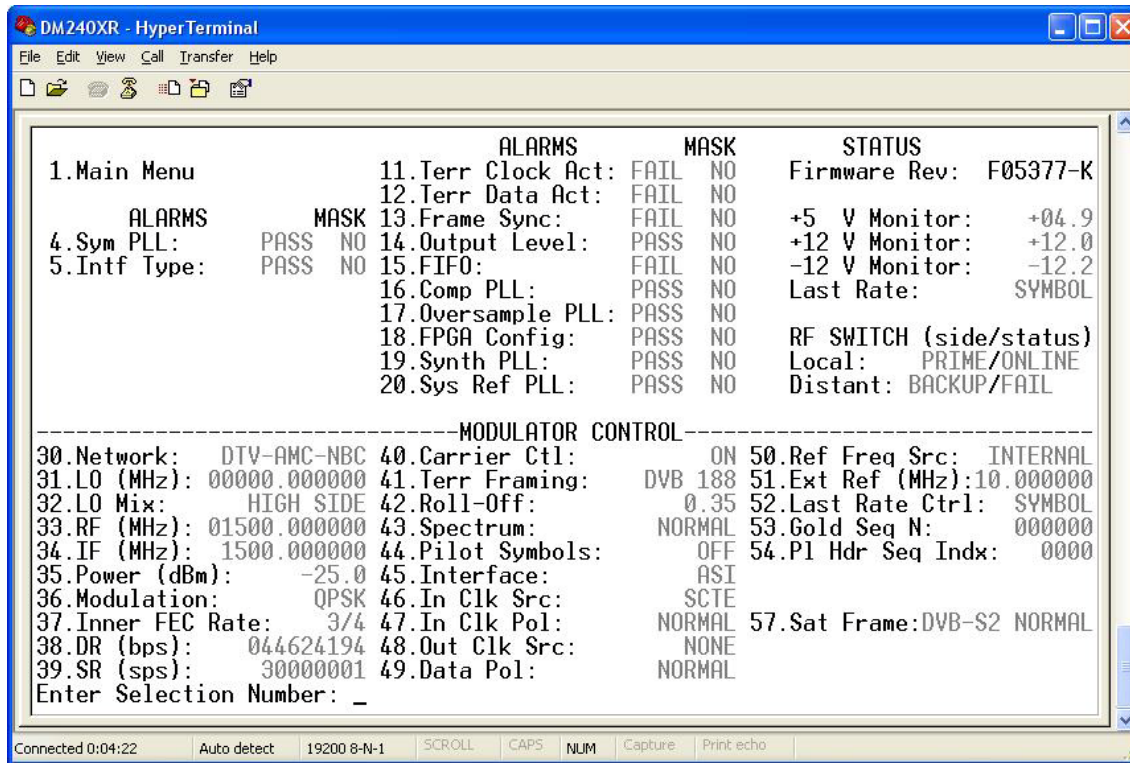 DM240XR - HyperTerminal
File Edit View Call Transfer Help
ALARMS MASK STATUS
1.Main Menu 11.Terr Clock Act: FAIL NO Firmware Rev: F05377-K
12.Terr Data Act: FAIL NO
ALARMS MASK 13.Frame Sync: FAIL NO +5 V Monitor: +04.9
4.Sym PLL: PASS NO 14.Output Level: PASS NO +12 V Monitor: +12.0
5.Intf Type: PASS NO 15.FIFO: FAIL NO -12 V Monitor: -12.2
16.Comp PLL: PASS NO Last Rate: SYMBOL
17.Oversample PLL: PASS NO
18.FPGA Config: PASS NO RF SWITCH (side/status)
19.Synth PLL: PASS NO Local: PRIME/ONLINE
20.Sys Ref PLL: PASS NO Distant: BACKUP/FAIL
--------------------------------MODULATOR CONTROL-------------------------------
30.Network: DTV-AMC-NBC 40.Carrier Ctl: ON 50.Ref Freq Src: INTERNAL
31.LO (MHz): 00000.000000 41.Terr Framing: DVB 188 51.Ext Ref (MHz):10.000000
32.LO Mix: HIGH SIDE 42.Roll-Off: 0.35 52.Last Rate Ctrl: SYMBOL
33.RF (MHz): 01500.000000 43.Spectrum: NORMAL 53.Gold Seq N: 000000
34.IF (MHz): 1500.000000 44.Pilot Symbols: OFF 54.Pl Hdr Seq Indx: 0000
35.Power (dBm): -25.0 45.Interface: ASI
36.Modulation: QPSK 46.In Clk Src: SCTE
37.Inner FEC Rate: 3/4 47.In Clk Pol: NORMAL 57.Sat Frame:DVB-S2 NORMAL
38.DR (bps): 044624194 48.Out Clk Src: NONE
39.SR (sps): 30000001 49.Data Pol: NORMAL
Enter Selection Number: _
Connected 0:04:22 Auto detect 19200 8-N-1 SCROLL CAPS NUM Capture Print echo